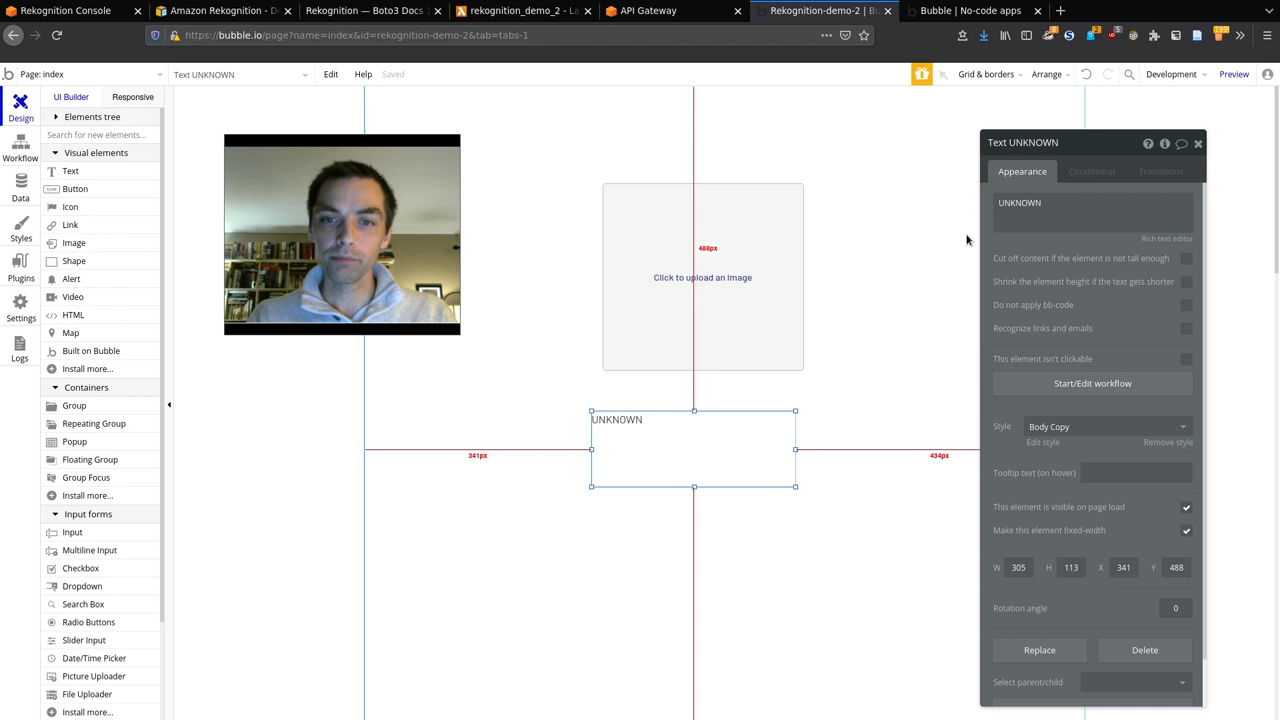 Rekognition Console
Amazon Rekognition - D
Rekognition — Boto3 Docs 1
rekognition_demo_2 - La
API Gateway
Rekognition-demo-2 | Bu
Bubble | No-code apps
https://bubble.io/page?name=index&id=rekognition-demo-2&tab=tabs-1
Page: index
Text UNKNOWN
Edit
Help
Saved
Grid & borders
Arrange
Development
Preview
Design
Workflow
Data
Styles
Plugins
Settings
Logs
UI Builder
Responsive
Elements tree
Search for new elements...
Visual elements
Text
Button
Icon
Link
Image
Shape
Alert
Video
HTML
Map
Built on Bubble
Install more...
Containers
Group
Repeating Group
Popup
Floating Group
Group Focus
Install more...
Input forms
Input
Multiline Input
Checkbox
Dropdown
Search Box
Radio Buttons
Slider Input
Date/Time Picker
Picture Uploader
File Uploader
Install more...
488px
Click to upload an image
UNKNOWN
341px
434px
Text UNKNOWN
Appearance
Conditional
Transitions
UNKNOWN
Rich text editor
Cut off content if the element is not tall enough
Shrink the element height if the text gets shorter
Do not apply bb-code
Recognize links and emails
This element isn't clickable
Start/Edit workflow
Style
Body Copy
Edit style
Remove style
Tooltip text (on hover)
This element is visible on page load
Make this element fixed-width
W 305 H 113 X 341 Y 488
Rotation angle
0
Replace
Delete
Select parent/child